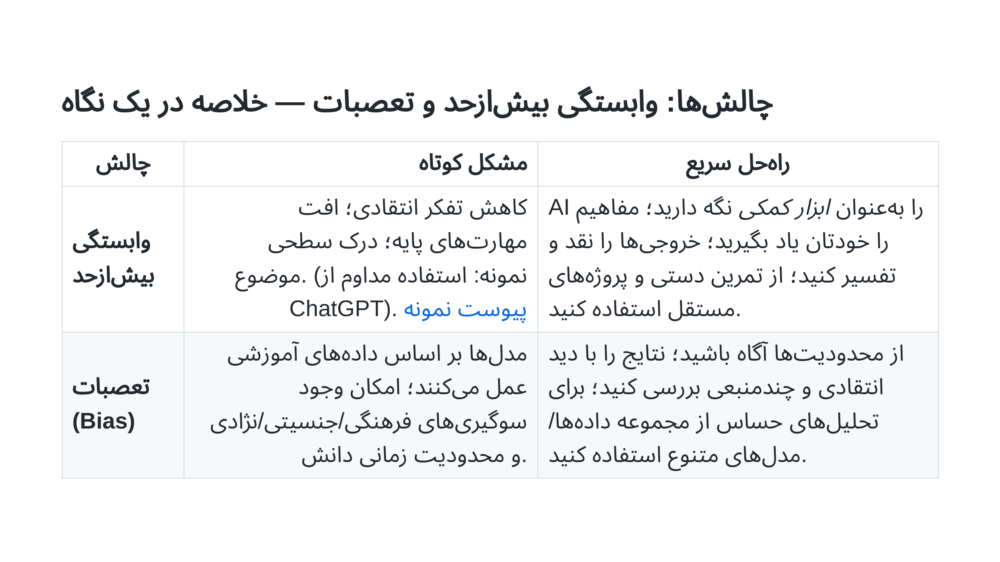 چالش‌ها: وابستگی بیش‌ازحد و تعصبات — خلاصه در یک نگاه
چالش
مشکل کوتاه
راه‌حل سریع
وابستگی
بیش‌ازحد
کاهش تفکر انتقادی؛ افت
مهارت‌های پایه؛ درک سطحی
موضوع. (نمونه: استفاده مداوم از
ChatGPT). پیوست نمونه
AI را به‌عنوان ابزار کمکی نگه دارید؛ مفاهیم
را خودتان یاد بگیرید؛ خروجی‌ها را نقد و
تفسیر کنید؛ از تمرین دستی و پروژه‌های
مستقل استفاده کنید.
تعصبات
(Bias)
مدل‌ها بر اساس داده‌های آموزشی
عمل می‌کنند؛ امکان وجود
سوگیری‌های فرهنگی/جنسیتی/نژادی
و محدودیت زمانی دانش.
از محدودیت‌ها آگاه باشید؛ نتایج را با دید
انتقادی و چندمنبعی بررسی کنید؛ برای
تحلیل‌های حساس از مجموعه داده‌ها/
مدل‌های متنوع استفاده کنید.